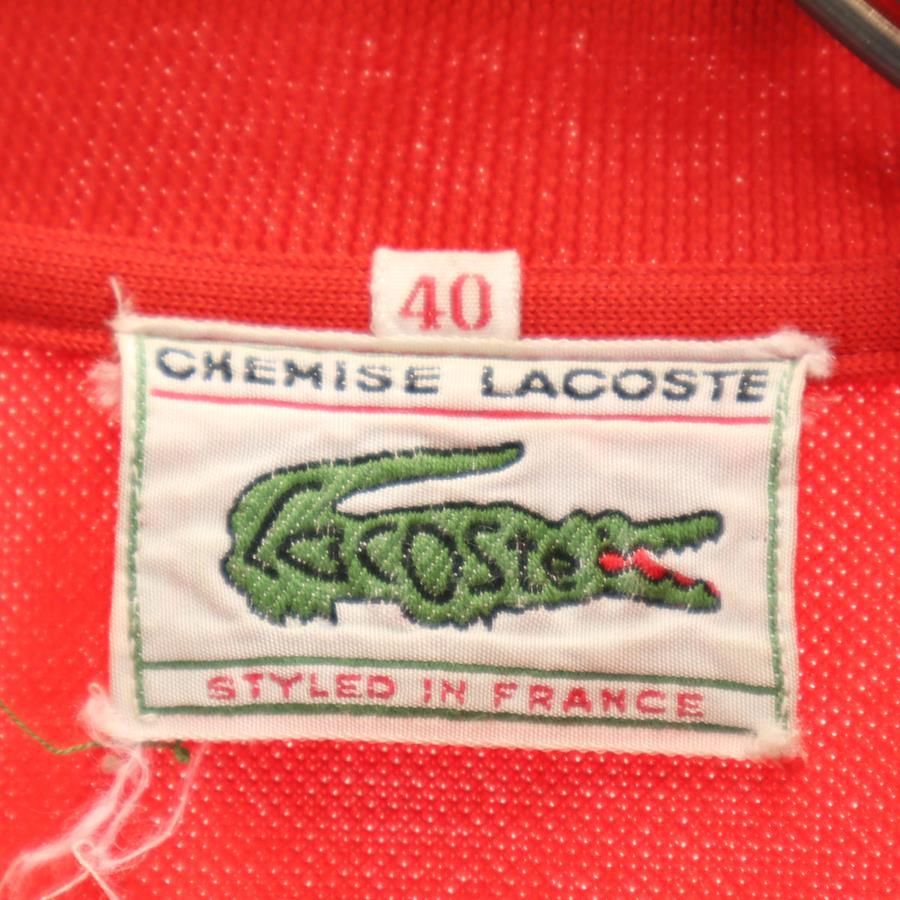 40
CHEMISE LACOSTE
Lacoste
STYLED IN FRANCE